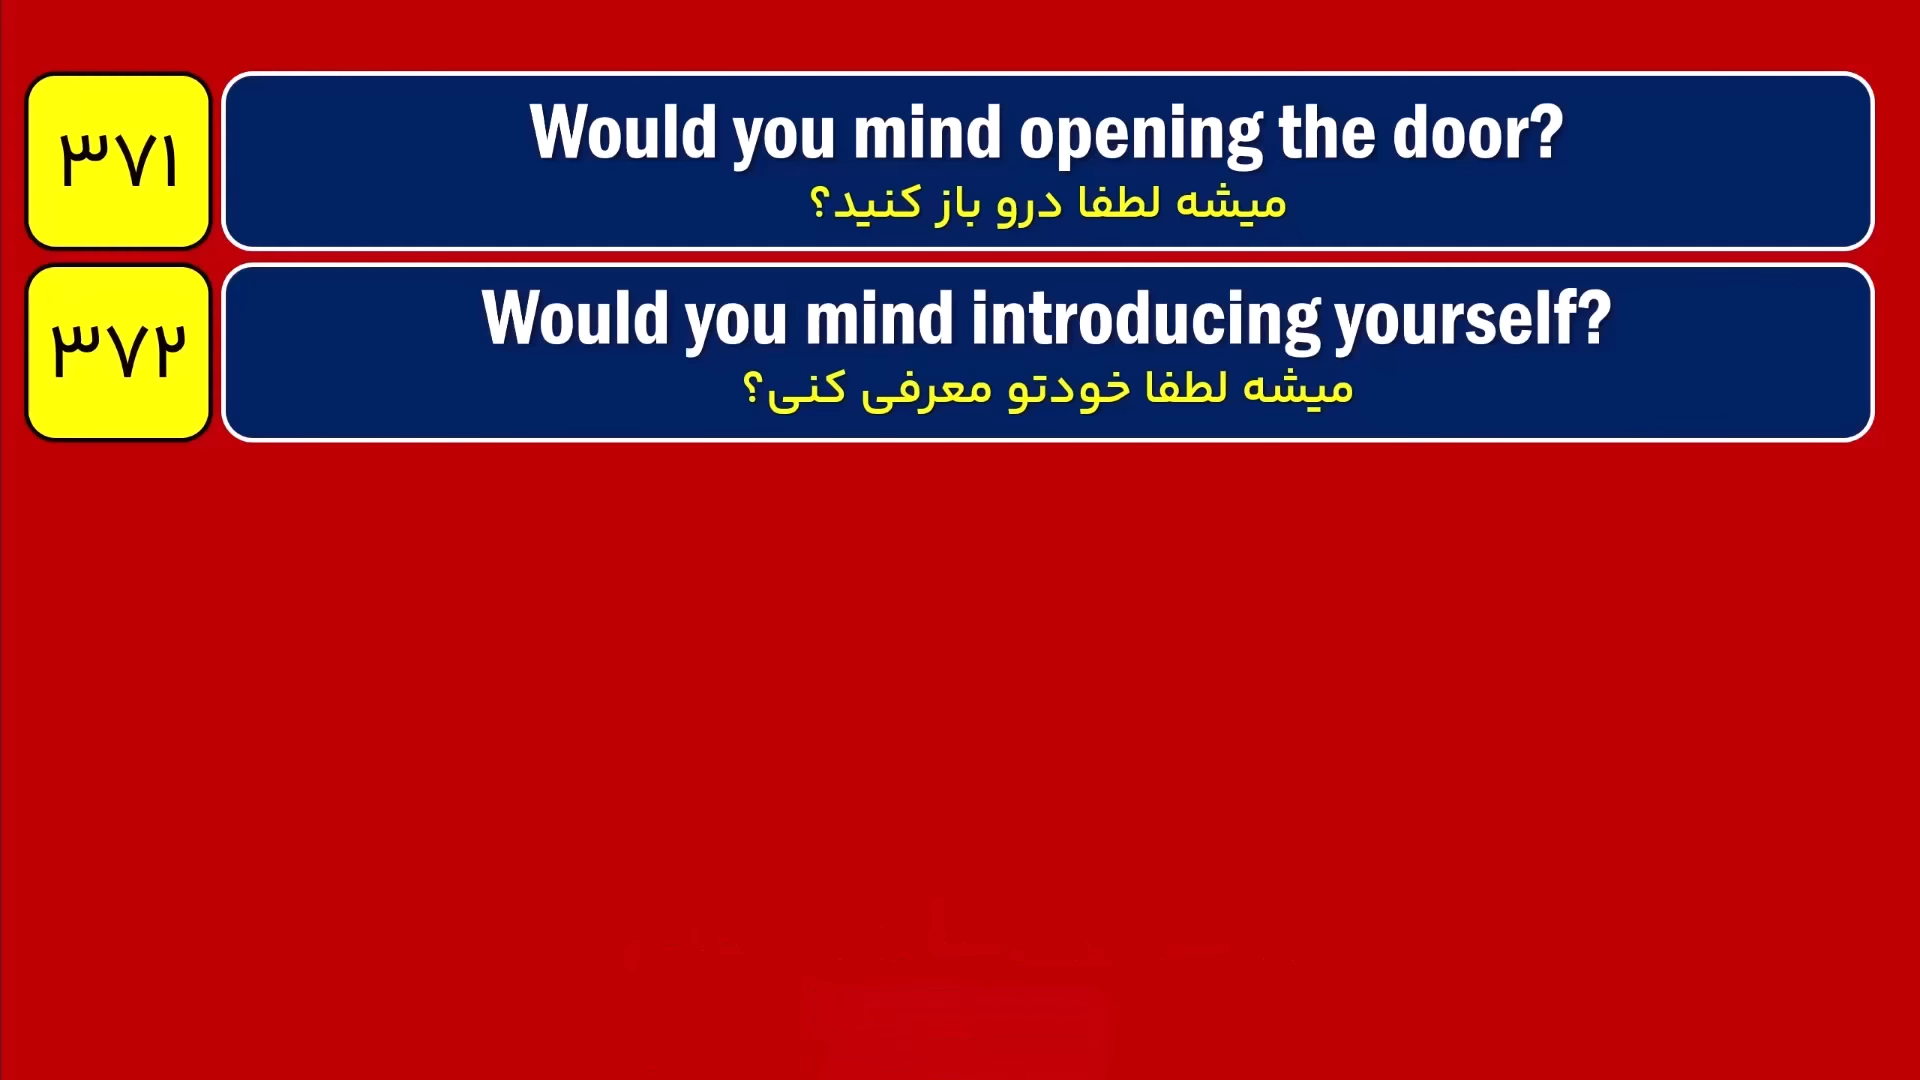 ۳۷۱
Would you mind opening the door?
میشه لطفا درو باز کنید؟
۳۷۲
Would you mind introducing yourself?
میشه لطفا خودتو معرفی کنی؟